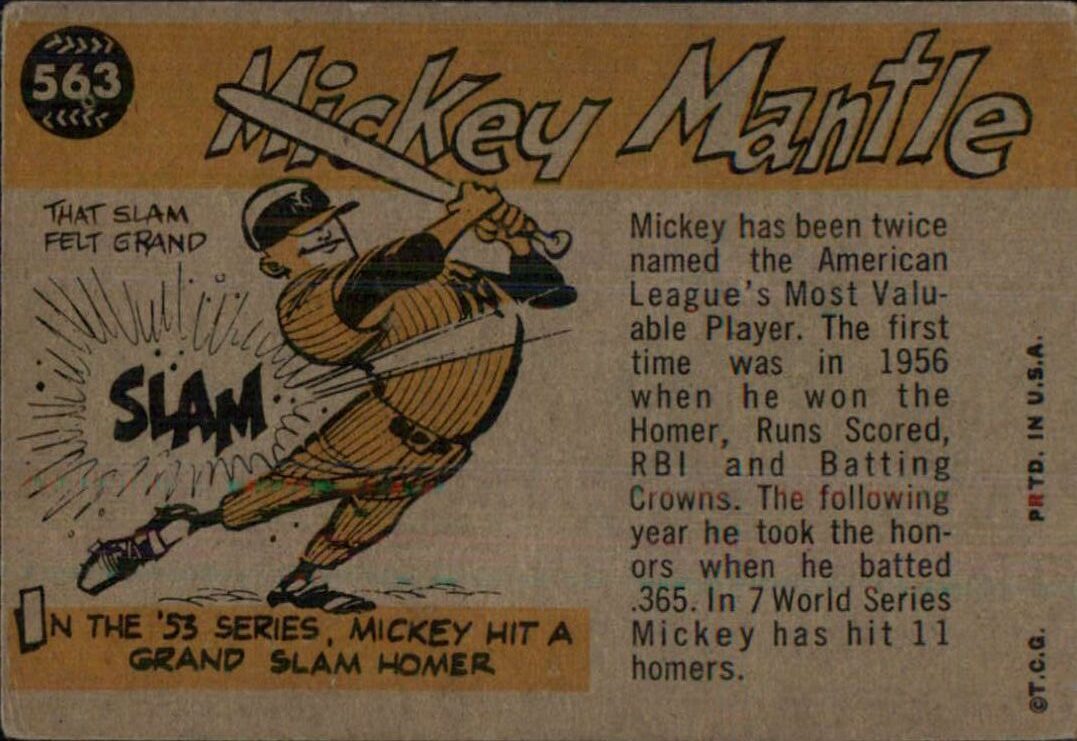 563
Mickey Mantle
THAT SLAM
FELT GRAND
SLAM
IN THE '53 SERIES, MICKEY HIT A
GRAND SLAM HOMER
Mickey has been twice
named the American
League's Most Valu-
able Player. The first
time was in 1956
when he won the
Homer, Runs Scored,
RBI and Batting
Crowns. The following
year he took the hon-
ors when he batted
.365. In 7 World Series
Mickey has hit 11
homers.
©T.C.G.
PRTD. IN U.S.A.